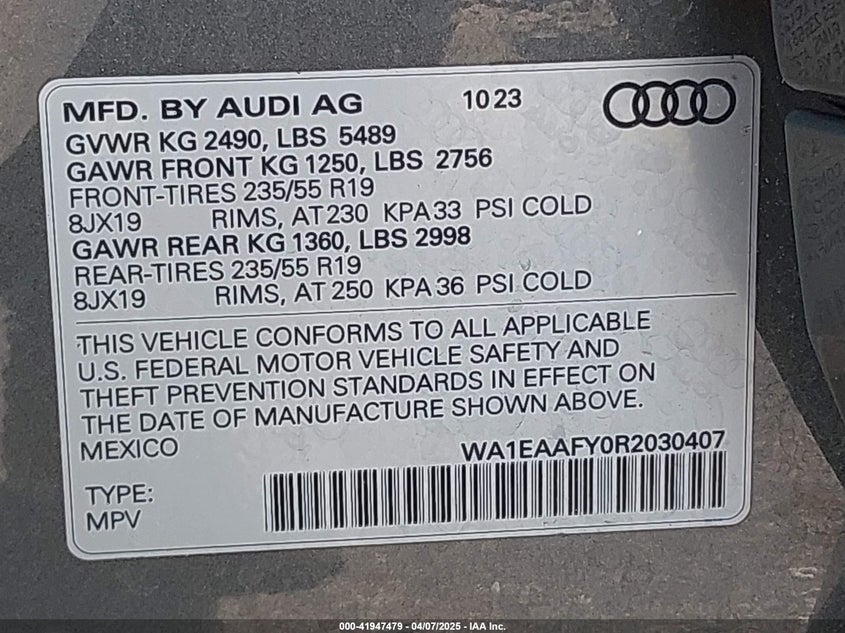 MFD. BY AUDI AG 10 23
GVWR KG 2490, LBS 5489
GAWR FRONT KG 1250, LBS 2756
FRONT-TIRES 235/55 R19
8JX19 RIMS, AT 230 KPA 33 PSI COLD
GAWR REAR KG 1360, LBS 2998
REAR-TIRES 235/55 R19
8JX19 RIMS, AT 250 KPA 36 PSI COLD
THIS VEHICLE CONFORMS TO ALL APPLICABLE
U.S. FEDERAL MOTOR VEHICLE SAFETY AND
THEFT PREVENTION STANDARDS IN EFFECT ON
THE DATE OF MANUFACTURE SHOWN ABOVE.
MEXICO WA1EAAFY0R2030407
TYPE:
MPV
000-41947479 - 04/07/2025 - IAA Inc.